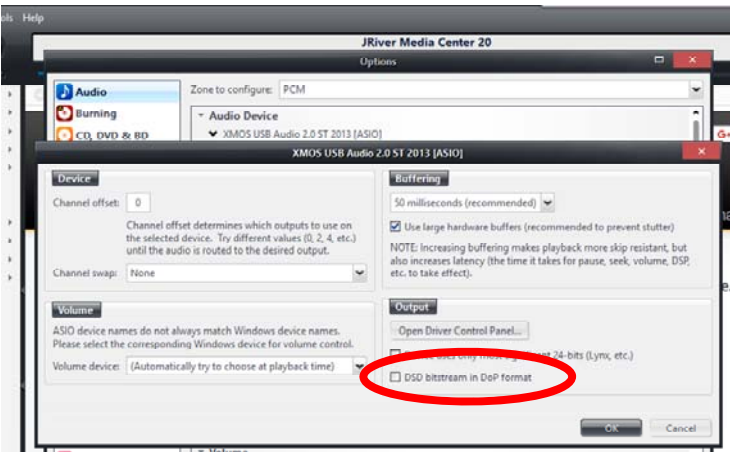 ols Help
JRiver Media Center 20
Options
Audio
Zone to configure: PCM
Burning
Audio Device
CD, DVD & BD
XMOS USB Audio 2.0 ST 2013 [ASIO]
G+
XMOS USB Audio 2.0 ST 2013 [ASIO]
Device
Channel offset: 0
Channel offset determines which outputs to use on
the selected device. Try different values (0, 2, 4, etc.)
until the audio is routed to the desired output.
Channel swap: None
Buffering
50 milliseconds (recommended)
Use large hardware buffers (recommended to prevent stutter)
NOTE: Increasing buffering makes playback more skip resistant, but
also increases latency (the time it takes for pause, seek, volume, DSP,
etc. to take effect).
Volume
ASIO device names do not always match Windows device names.
Please select the corresponding Windows device for volume control.
Volume device: (Automatically try to choose at playback time)
Output
Open Driver Control Panel...
uses only most 24-bits (Lynx, etc.)
DSD bitstream in DoP format
OK
Cancel
Volume